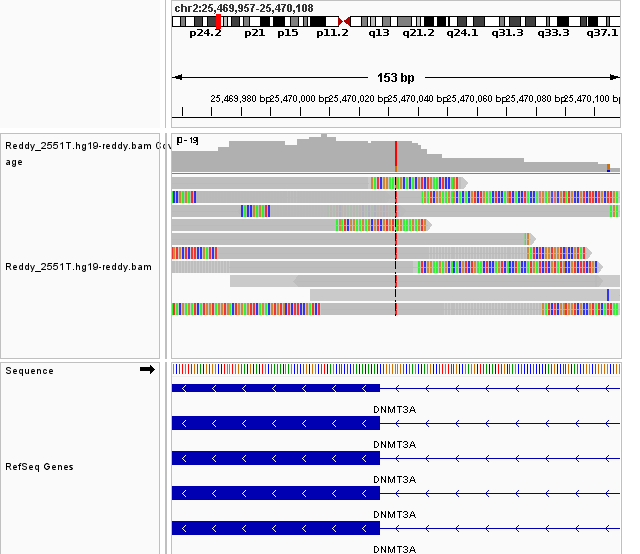 chr2:25,469,957-25,470,108
p24.2 p21 p15 p11.2 q13 q21.2 q24.1 q31.3 q33.3 q37.1
153 bp
25,469,980 bp 25,470,000 bp 25,470,020 bp 25,470,040 bp 25,470,060 bp 25,470,080 bp 25,470,100 bp
[0 - 19]
Reddy_2551T.hg19-reddy.bam Cov
age
Reddy_2551T.hg19-reddy.bam
Sequence
DNMT3A
DNMT3A
RefSeq Genes
DNMT3A
DNMT3A
DNMT3A